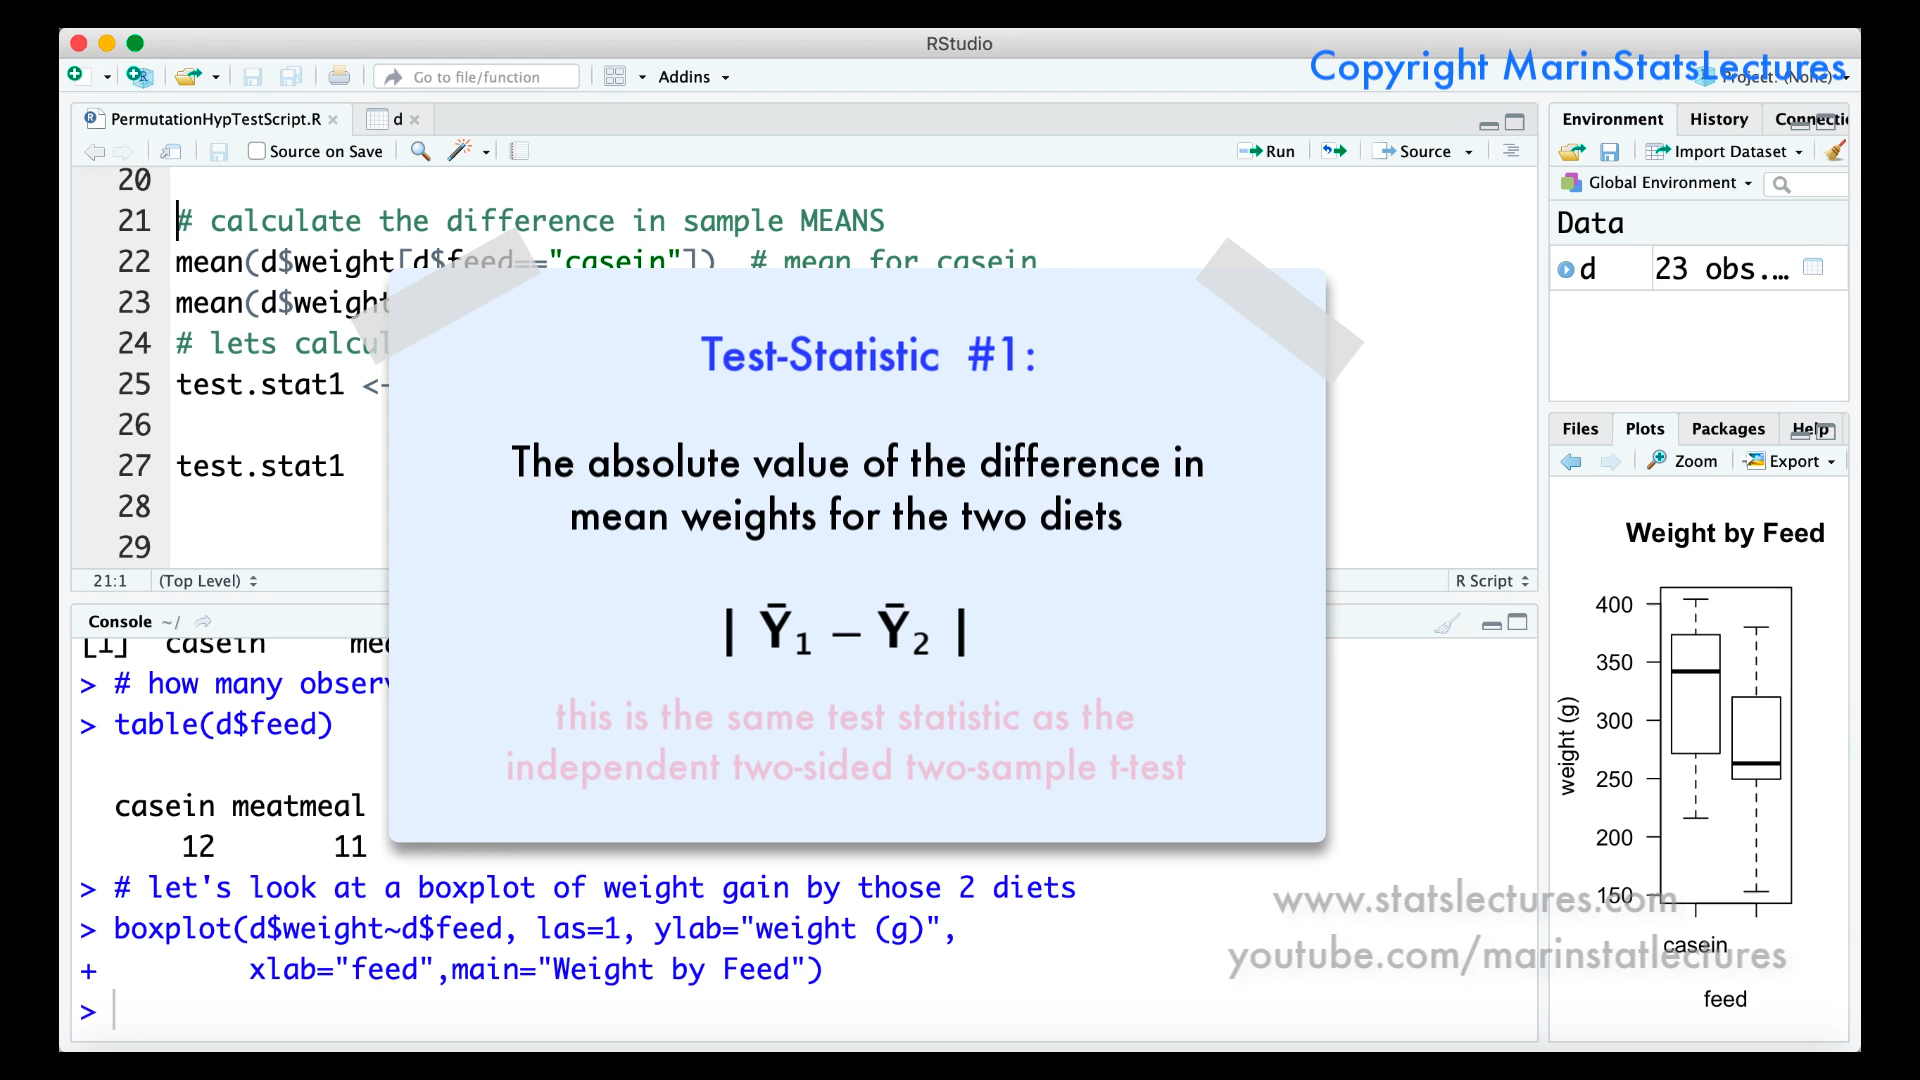 RStudio
Copyright MarinStatsLectures
Go to file/function
Addins
Project: (None)
PermutationHypTestScript.R
d
Source on Save
Run
Source
20
21 # calculate the difference in sample MEANS
22 mean(d$weight[d$feed=="casein"]) # mean for casein
23 mean(d$weight
24 # lets calcul
25 test.stat1 <-
26
27 test.stat1
28
29
21:1 (Top Level) R Script
Test-Statistic #1:
The absolute value of the difference in
mean weights for the two diets
| Ȳ₁ – Ȳ₂ |
this is the same test statistic as the
independent two-sided two-sample t-test
Console ~/
[1] casein
> # how many obser
> table(d$feed)
casein meatmeal
12 11
> # let's look at a boxplot of weight gain by those 2 diets
> boxplot(d$weight~d$feed, las=1, ylab="weight (g)",
+ xlab="feed",main="Weight by Feed")
>
Environment History
Import Dataset
Global Environment
Data
d 23 obs.…
Files Plots Packages Help
Zoom Export
Weight by Feed
weight (g)
400
350
300
250
200
150
casein
feed
www.statslectures.com
youtube.com/marinstatlectures